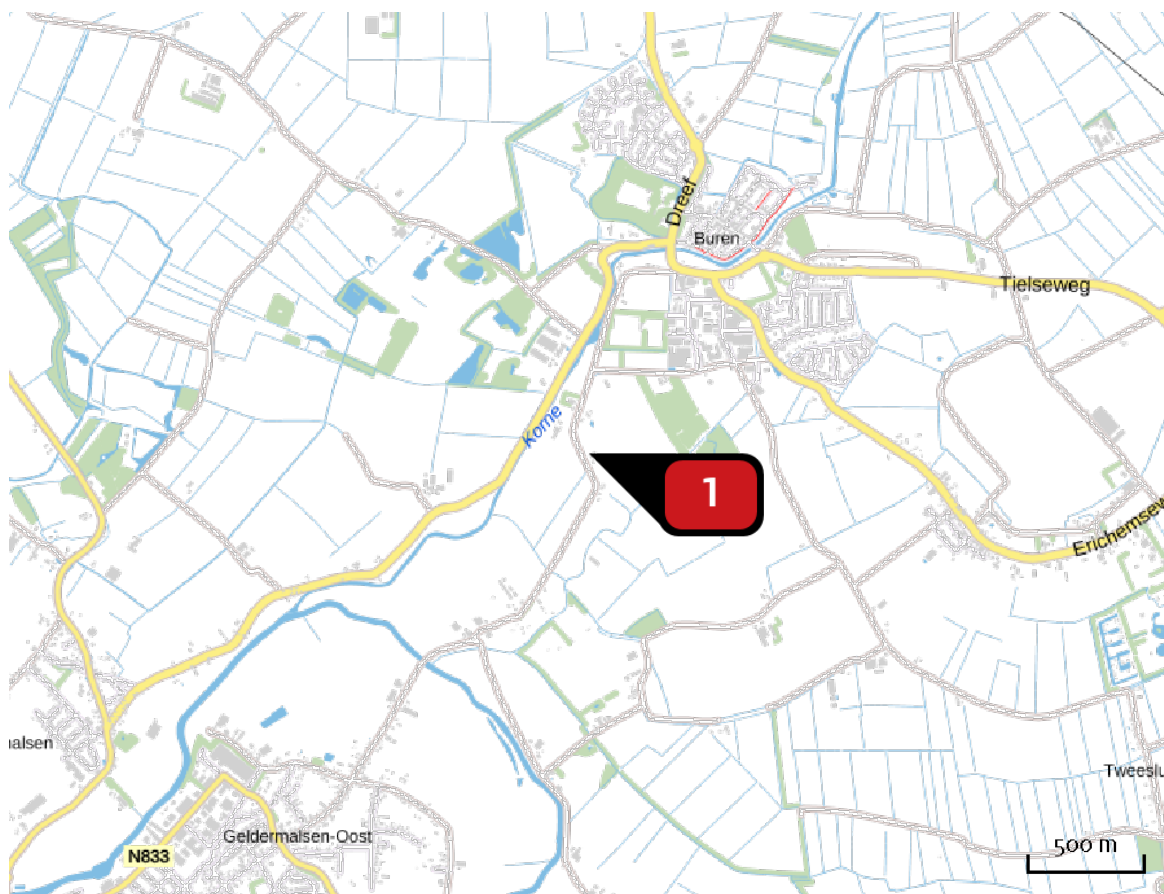 Dreef
Buren
Tielseweg
Korne
1
Erichemsew
alsen
Tweeslu
Geldermalsen-Oost
N833
500 m